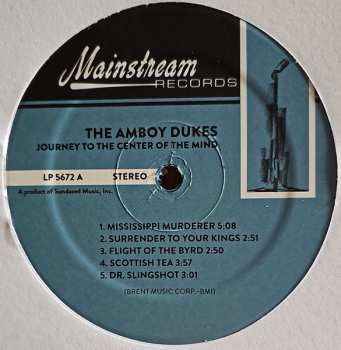 Mainstream
RECORDS
THE AMBOY DUKES
JOURNEY TO THE CENTER OF THE MIND
LP 5672 A STEREO
A product of Sundazed Music, Inc.
1. MISSISSIPPI MURDERER 5:08
2. SURRENDER TO YOUR KINGS 2:51
3. FLIGHT OF THE BYRD 2:50
4. SCOTTISH TEA 3:57
5. DR. SLINGSHOT 3:01
(BRENT MUSIC CORP.–BMI)